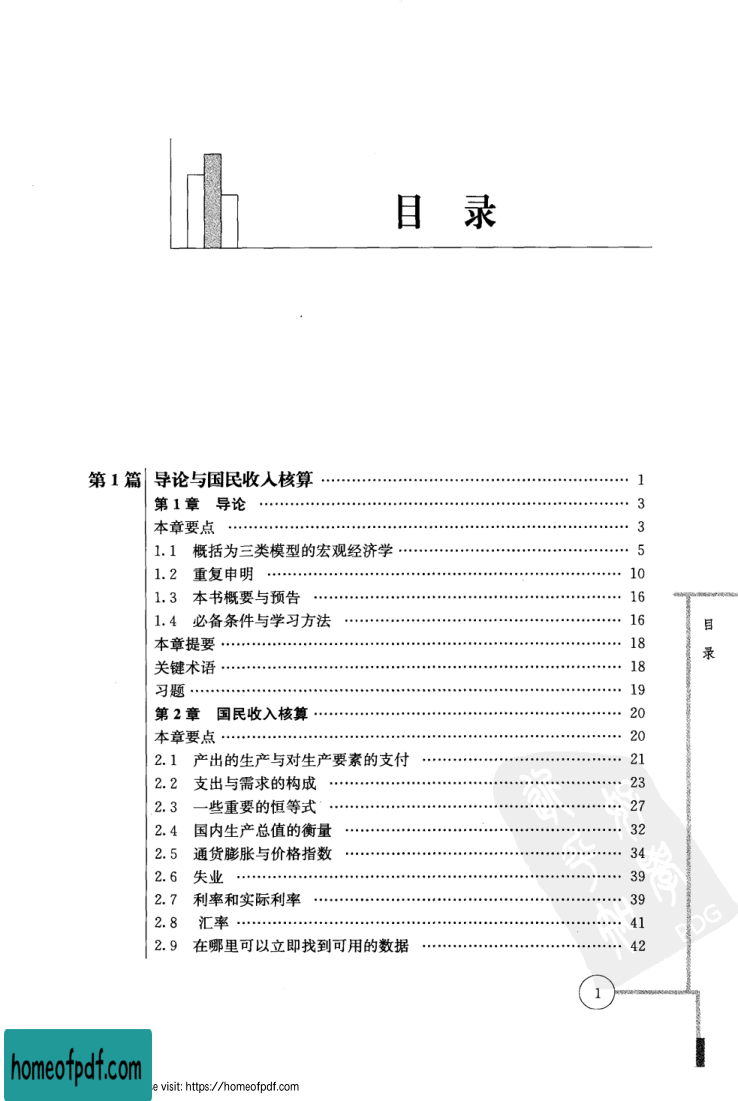 目 录
第 1 篇 导论与国民收入核算 …… 1
第 1 章 导论 …… 3
本章要点 …… 3
1.1 概括为三类模型的宏观经济学 …… 5
1.2 重复申明 …… 10
1.3 本书概要与预告 …… 16
1.4 必备条件与学习方法 …… 16
本章提要 …… 18
关键术语 …… 18
习题 …… 19
第 2 章 国民收入核算 …… 20
本章要点 …… 20
2.1 产出的生产与对生产要素的支付 …… 21
2.2 支出与需求的构成 …… 23
2.3 一些重要的恒等式 …… 27
2.4 国内生产总值的衡量 …… 32
2.5 通货膨胀与价格指数 …… 34
2.6 失业 …… 39
2.7 利率和实际利率 …… 39
2.8 汇率 …… 41
2.9 在哪里可以立即找到可用的数据 …… 42
目
录
PDG
1
homeofpdf.com
e visit: https://homeofpdf.com